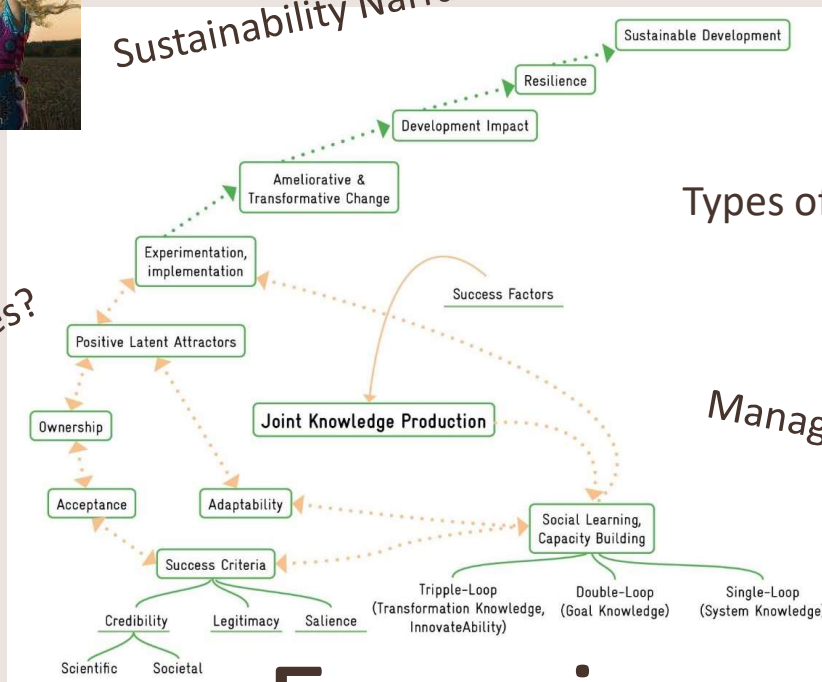 Sustainability
Sustainable Development
Resilience
Development Impact
Ameliorative &
Transformative Change
Types of
Experimentation,
implementation
Success Factors
es?
Positive Latent Attractors
Joint Knowledge Production
Manag
Ownership
Acceptance
Adaptability
Social Learning,
Capacity Building
Success Criteria
Tripple-Loop
(Transformation Knowledge,
InnovateAbility)
Double-Loop
(Goal Knowledge)
Single-Loop
(System Knowledge)
Credibility
Legitimacy
Salience
Scientific
Societal